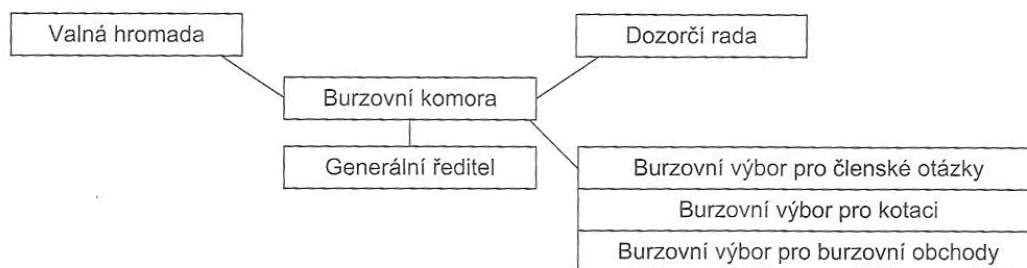 Valná hromada
Dozorčí rada
Burzovní komora
Generální ředitel
Burzovní výbor pro členské otázky
Burzovní výbor pro kotaci
Burzovní výbor pro burzovní obchody